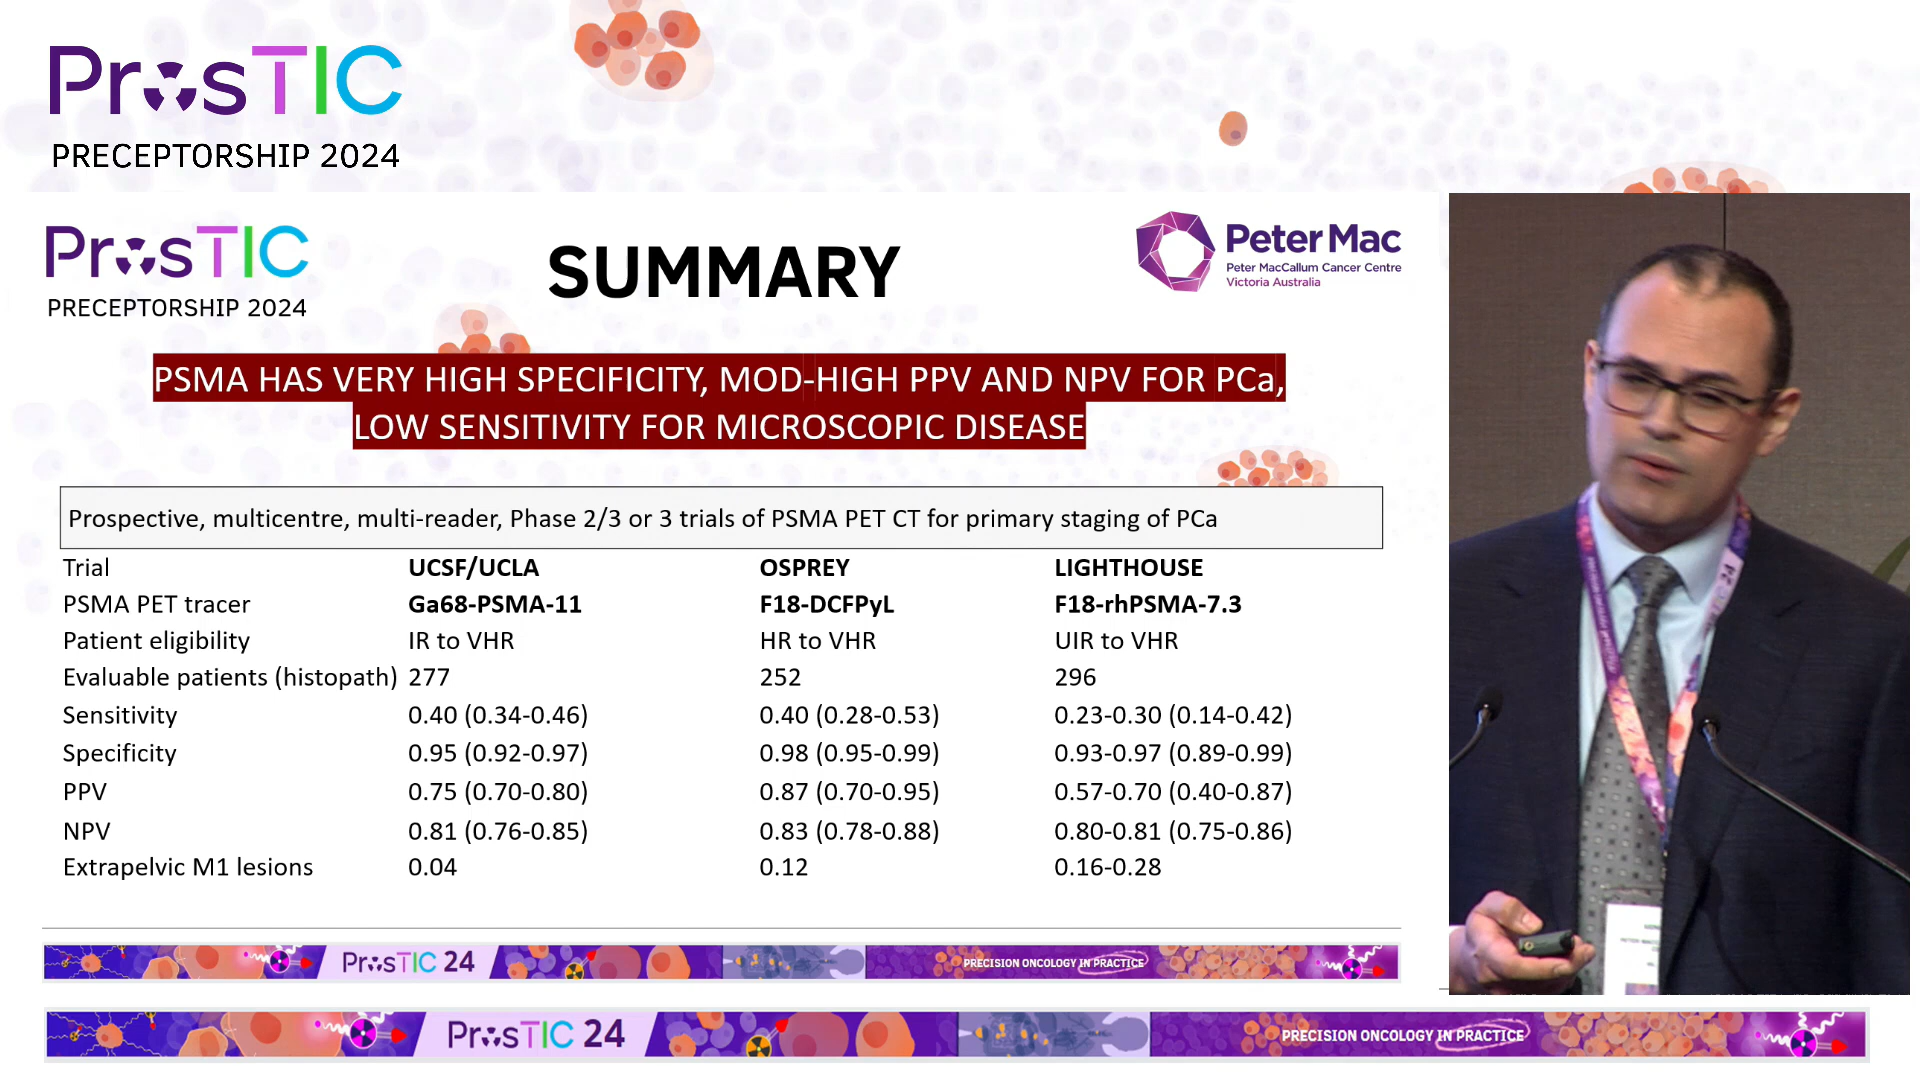 ProsTIC
PRECEPTORSHIP 2024
ProsTIC
PRECEPTORSHIP 2024
SUMMARY
Peter Mac
Peter MacCallum Cancer Centre
Victoria Australia
PSMA HAS VERY HIGH SPECIFICITY, MOD-HIGH PPV AND NPV FOR PCa,
LOW SENSITIVITY FOR MICROSCOPIC DISEASE
Prospective, multicentre, multi-reader, Phase 2/3 or 3 trials of PSMA PET CT for primary staging of PCa
Trial UCSF/UCLA OSPREY LIGHTHOUSE
PSMA PET tracer Ga68-PSMA-11 F18-DCFPyL F18-rhPSMA-7.3
Patient eligibility IR to VHR HR to VHR UIR to VHR
Evaluable patients (histopath) 277 252 296
Sensitivity 0.40 (0.34-0.46) 0.40 (0.28-0.53) 0.23-0.30 (0.14-0.42)
Specificity 0.95 (0.92-0.97) 0.98 (0.95-0.99) 0.93-0.97 (0.89-0.99)
PPV 0.75 (0.70-0.80) 0.87 (0.70-0.95) 0.57-0.70 (0.40-0.87)
NPV 0.81 (0.76-0.85) 0.83 (0.78-0.88) 0.80-0.81 (0.75-0.86)
Extrapelvic M1 lesions 0.04 0.12 0.16-0.28
ProsTIC 24
PRECISION ONCOLOGY IN PRACTICE
ProsTIC 24
PRECISION ONCOLOGY IN PRACTICE